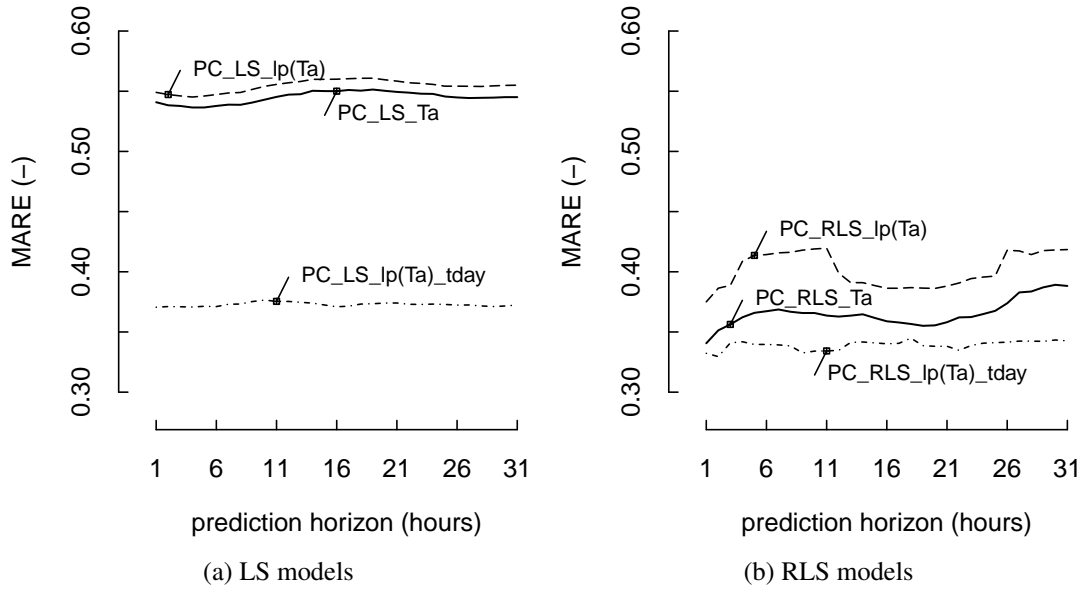 0.60
0.50
0.40
0.30
MARE (−)
PC_LS_lp(Ta)
PC_LS_Ta
PC_LS_lp(Ta)_tday
1 6 11 16 21 26 31
prediction horizon (hours)
(a) LS models
0.60
0.50
0.40
0.30
MARE (−)
PC_RLS_lp(Ta)
PC_RLS_Ta
PC_RLS_lp(Ta)_tday
1 6 11 16 21 26 31
prediction horizon (hours)
(b) RLS models